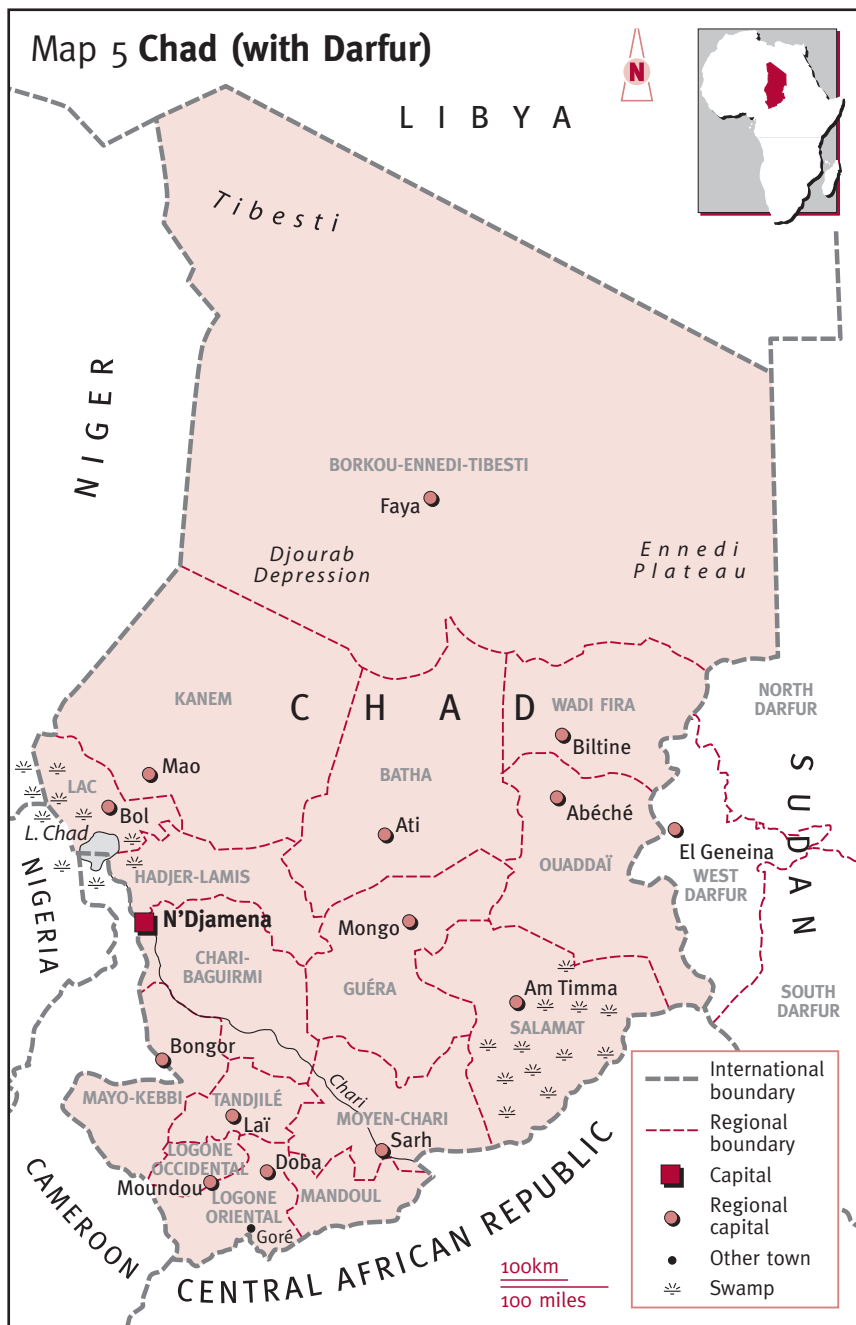 Map 5 Chad (with Darfur)
N
LIBYA
Tibesti
NIGER
BORKOU-ENNEDI-TIBESTI
Faya
Djourab
Depression
Ennedi
Plateau
KANEM
CHAD
WADI FIRA
NORTH
DARFUR
Biltine
Mao
BATHA
SUDAN
LAC
Bol
Abéché
Ati
L. Chad
El Geneina
OUADDAÏ
HADJER-LAMIS
WEST
DARFUR
NIGERIA
N'Djamena
Mongo
CHARI-
BAGUIRMI
GUÉRA
Am Timma
SOUTH
DARFUR
SALAMAT
Bongor
Chari
MAYO-KEBBI
TANDJILÉ
Laï
MOYEN-CHARI
Sarh
LOGONE
OCCIDENTAL
Doba
Moundou
MANDOUL
LOGONE
ORIENTAL
Goré
CAMEROON
CENTRAL AFRICAN REPUBLIC
100km
100 miles
International
boundary
Regional
boundary
Capital
Regional
capital
Other town
Swamp